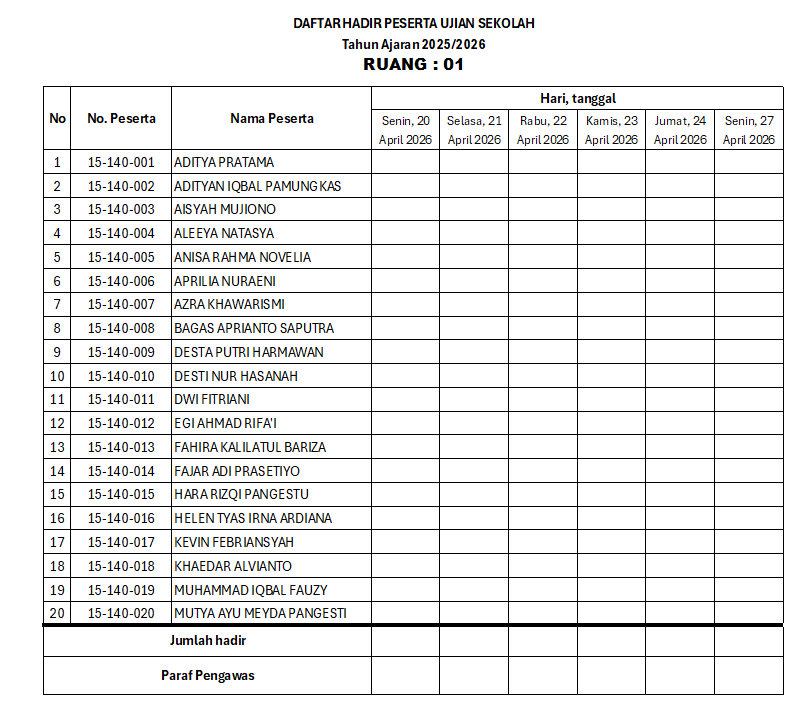 DAFTAR HADIR PESERTA UJIAN SEKOLAH
Tahun Ajaran 2025/2026
RUANG : 01
No No. Peserta Nama Peserta Hari, tanggal
Senin, 20 April 2026 Selasa, 21 April 2026 Rabu, 22 April 2026 Kamis, 23 April 2026 Jumat, 24 April 2026 Senin, 27 April 2026
1 15-140-001 ADITYA PRATAMA
2 15-140-002 ADITYAN IQBAL PAMUNGKAS
3 15-140-003 AISYAH MUJIONO
4 15-140-004 ALEEYA NATASYA
5 15-140-005 ANISA RAHMA NOVELIA
6 15-140-006 APRILIA NURAENI
7 15-140-007 AZRA KHAWARISMI
8 15-140-008 BAGAS APRIANTO SAPUTRA
9 15-140-009 DESTA PUTRI HARMAWAN
10 15-140-010 DESTI NUR HASANAH
11 15-140-011 DWI FITRIANI
12 15-140-012 EGI AHMAD RIFA'I
13 15-140-013 FAHIRA KALILATUL BARIZA
14 15-140-014 FAJAR ADI PRASETIYO
15 15-140-015 HARA RIZQI PANGESTU
16 15-140-016 HELEN TYAS IRNA ARDIANA
17 15-140-017 KEVIN FEBRIANSYAH
18 15-140-018 KHAEDAR ALVIANTO
19 15-140-019 MUHAMMAD IQBAL FAUZY
20 15-140-020 MUTYA AYU MEYDA PANGESTI
Jumlah hadir
Paraf Pengawas